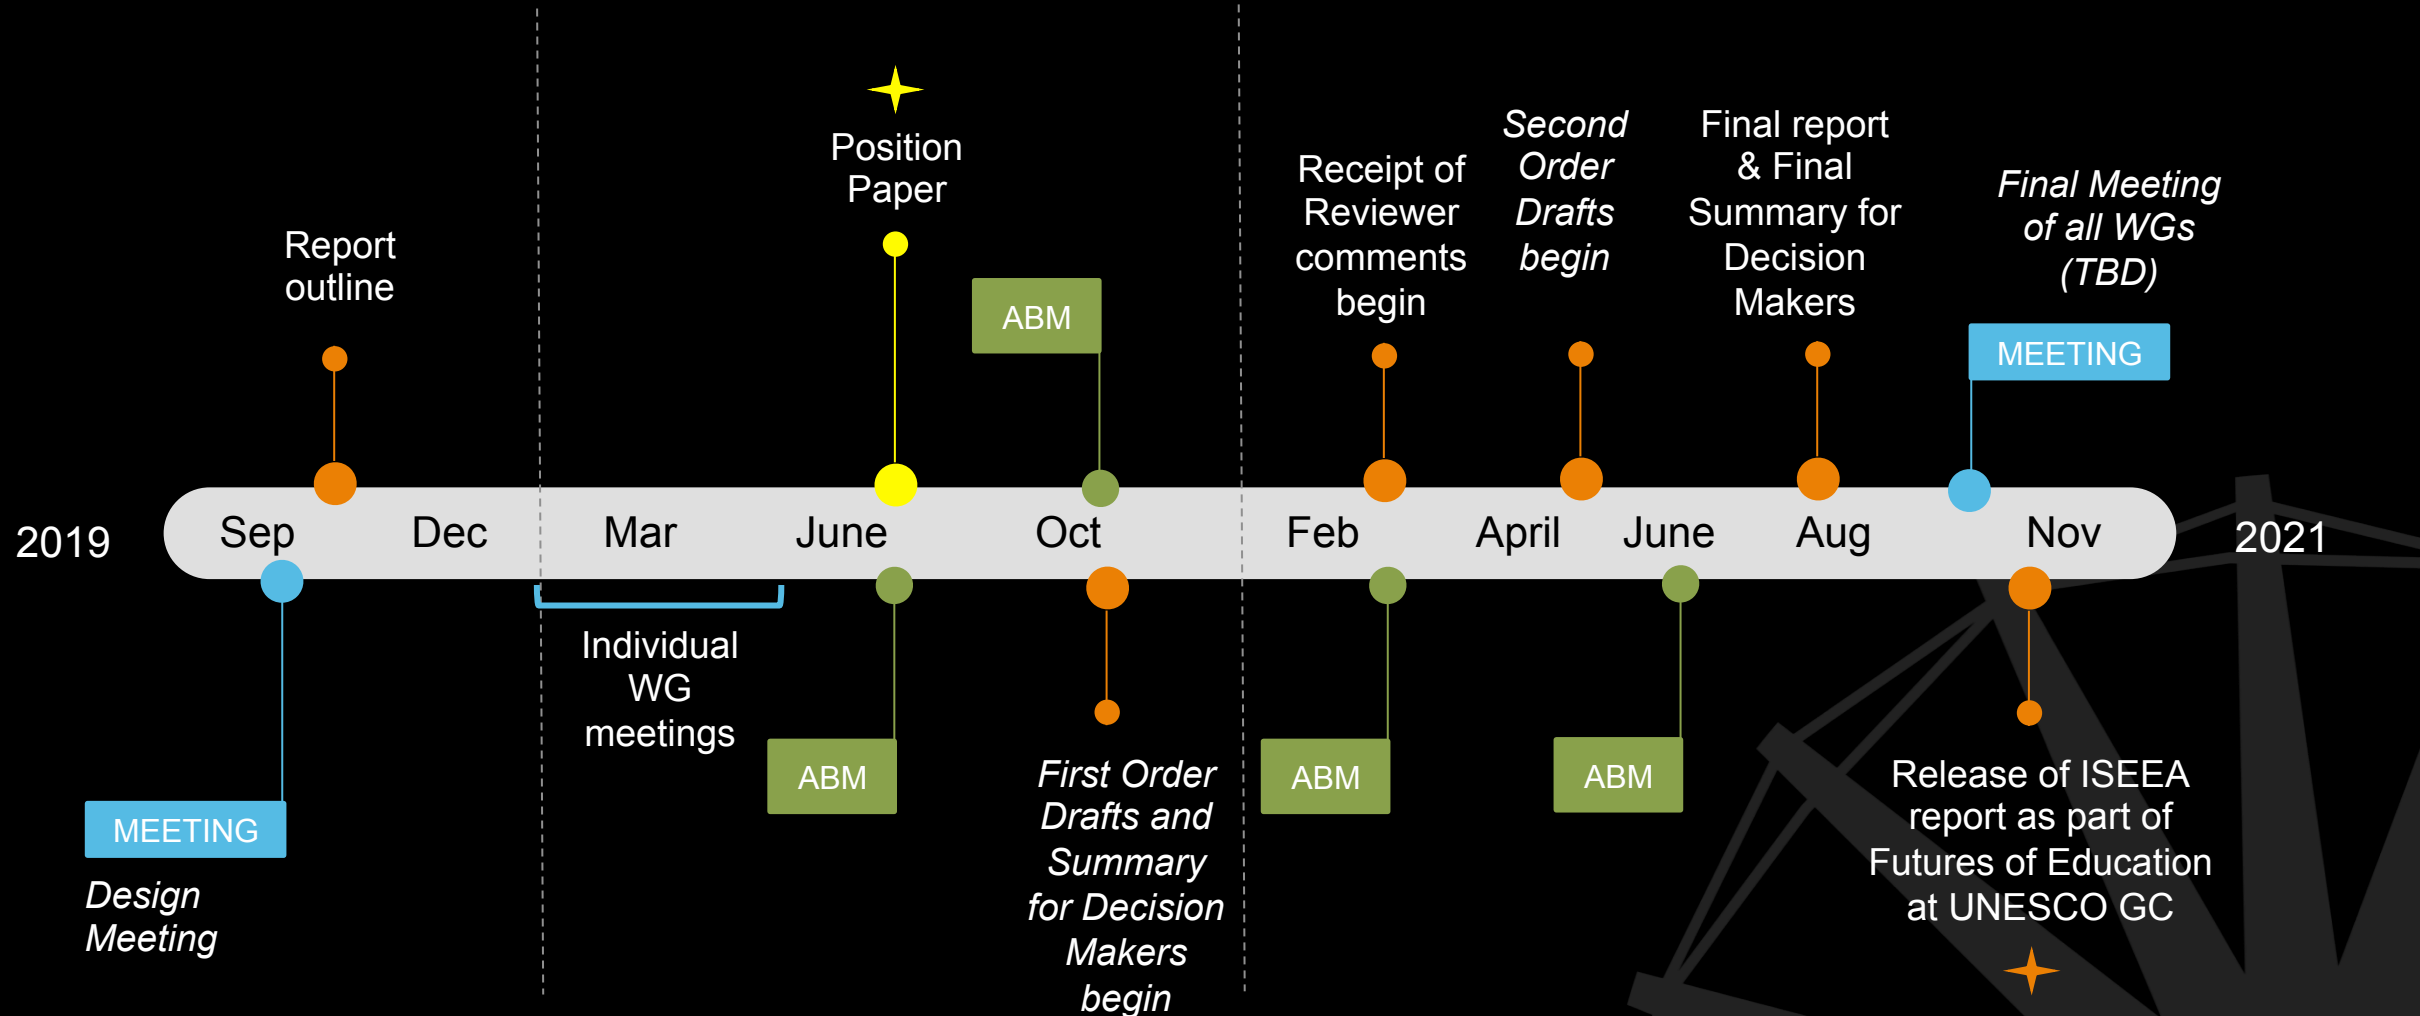 Position
Paper
Report
outline
ABM
Receipt of
Reviewer
comments
begin
Second
Order
Drafts
begin
Final report
& Final
Summary for
Decision
Makers
Final Meeting
of all WGs
(TBD)
MEETING
2019
Sep
Dec
Mar
June
Oct
Feb
April
June
Aug
Nov
2021
MEETING
Design
Meeting
Individual
WG
meetings
ABM
First Order
Drafts and
Summary
for Decision
Makers
begin
ABM
ABM
Release of ISEEA
report as part of
Futures of Education
at UNESCO GC